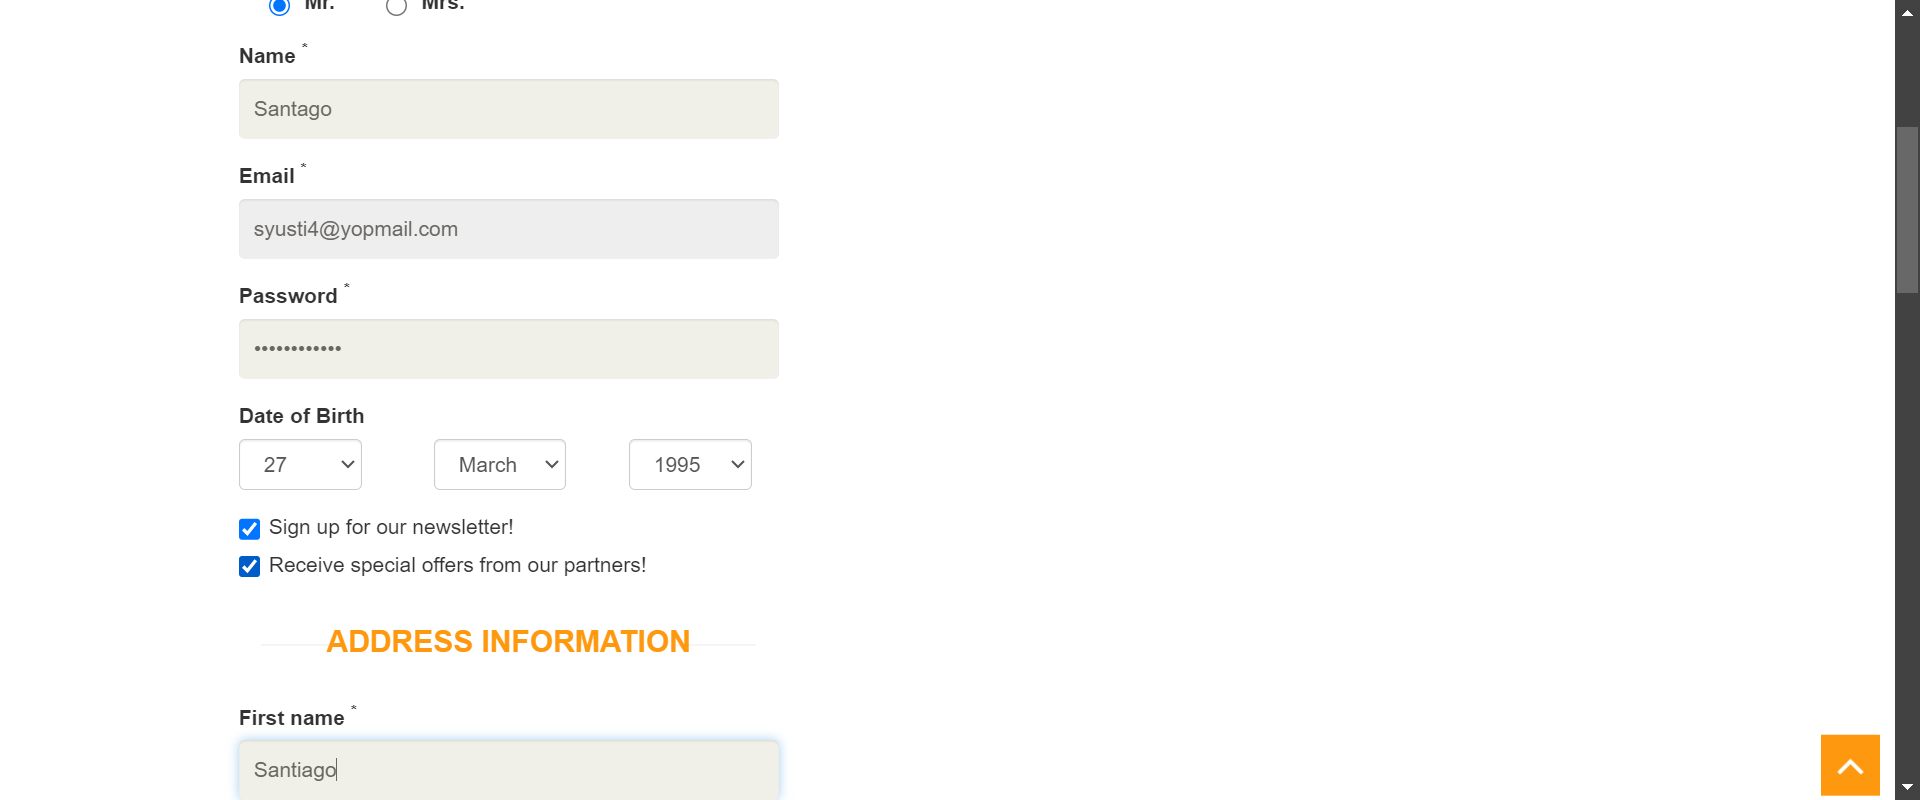 Mr. Mrs.
Name *
Santago
Email *
syusti4@yopmail.com
Password *
••••••••••••
Date of Birth
27 March 1995
Sign up for our newsletter!
Receive special offers from our partners!
ADDRESS INFORMATION
First name *
Santiago